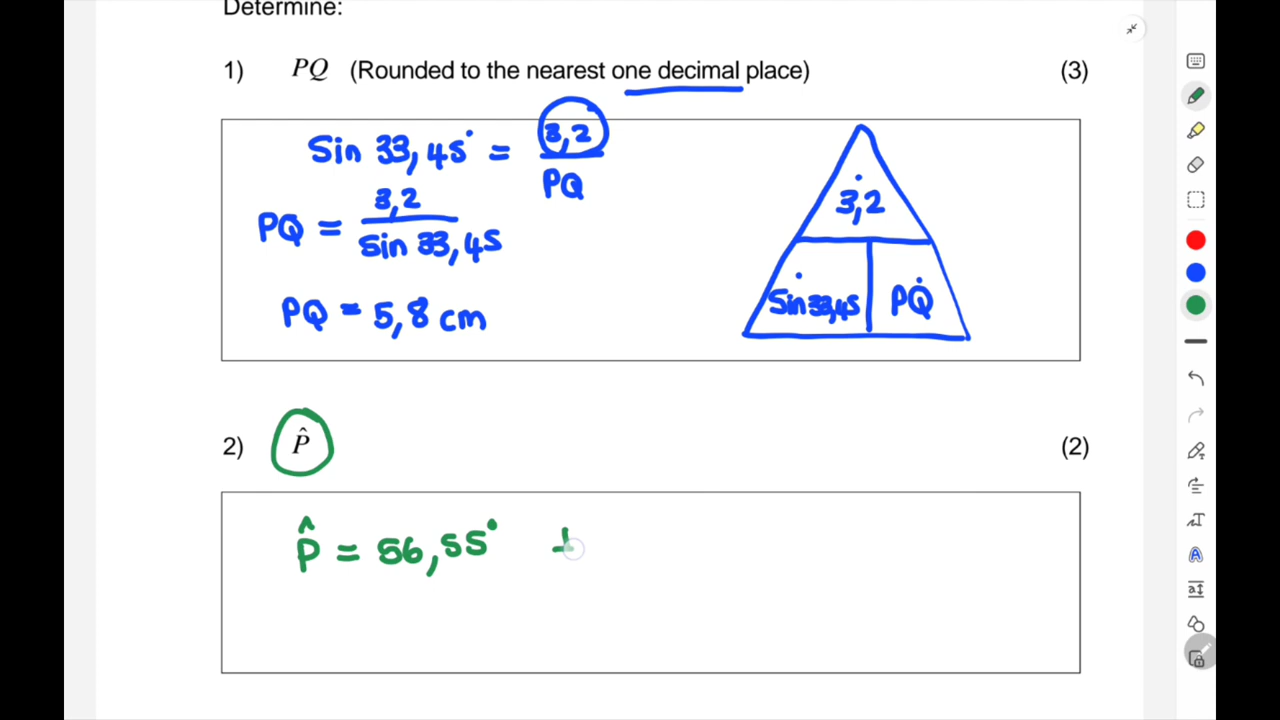 Determine:
1) PQ (Rounded to the nearest one decimal place) (3)
Sin 33,45° = 3,2 / PQ
PQ = 3,2 / Sin 33,45
PQ = 5,8 cm
3,2
Sin 33,45 PQ
2) P̂ (2)
P̂ = 56,55°